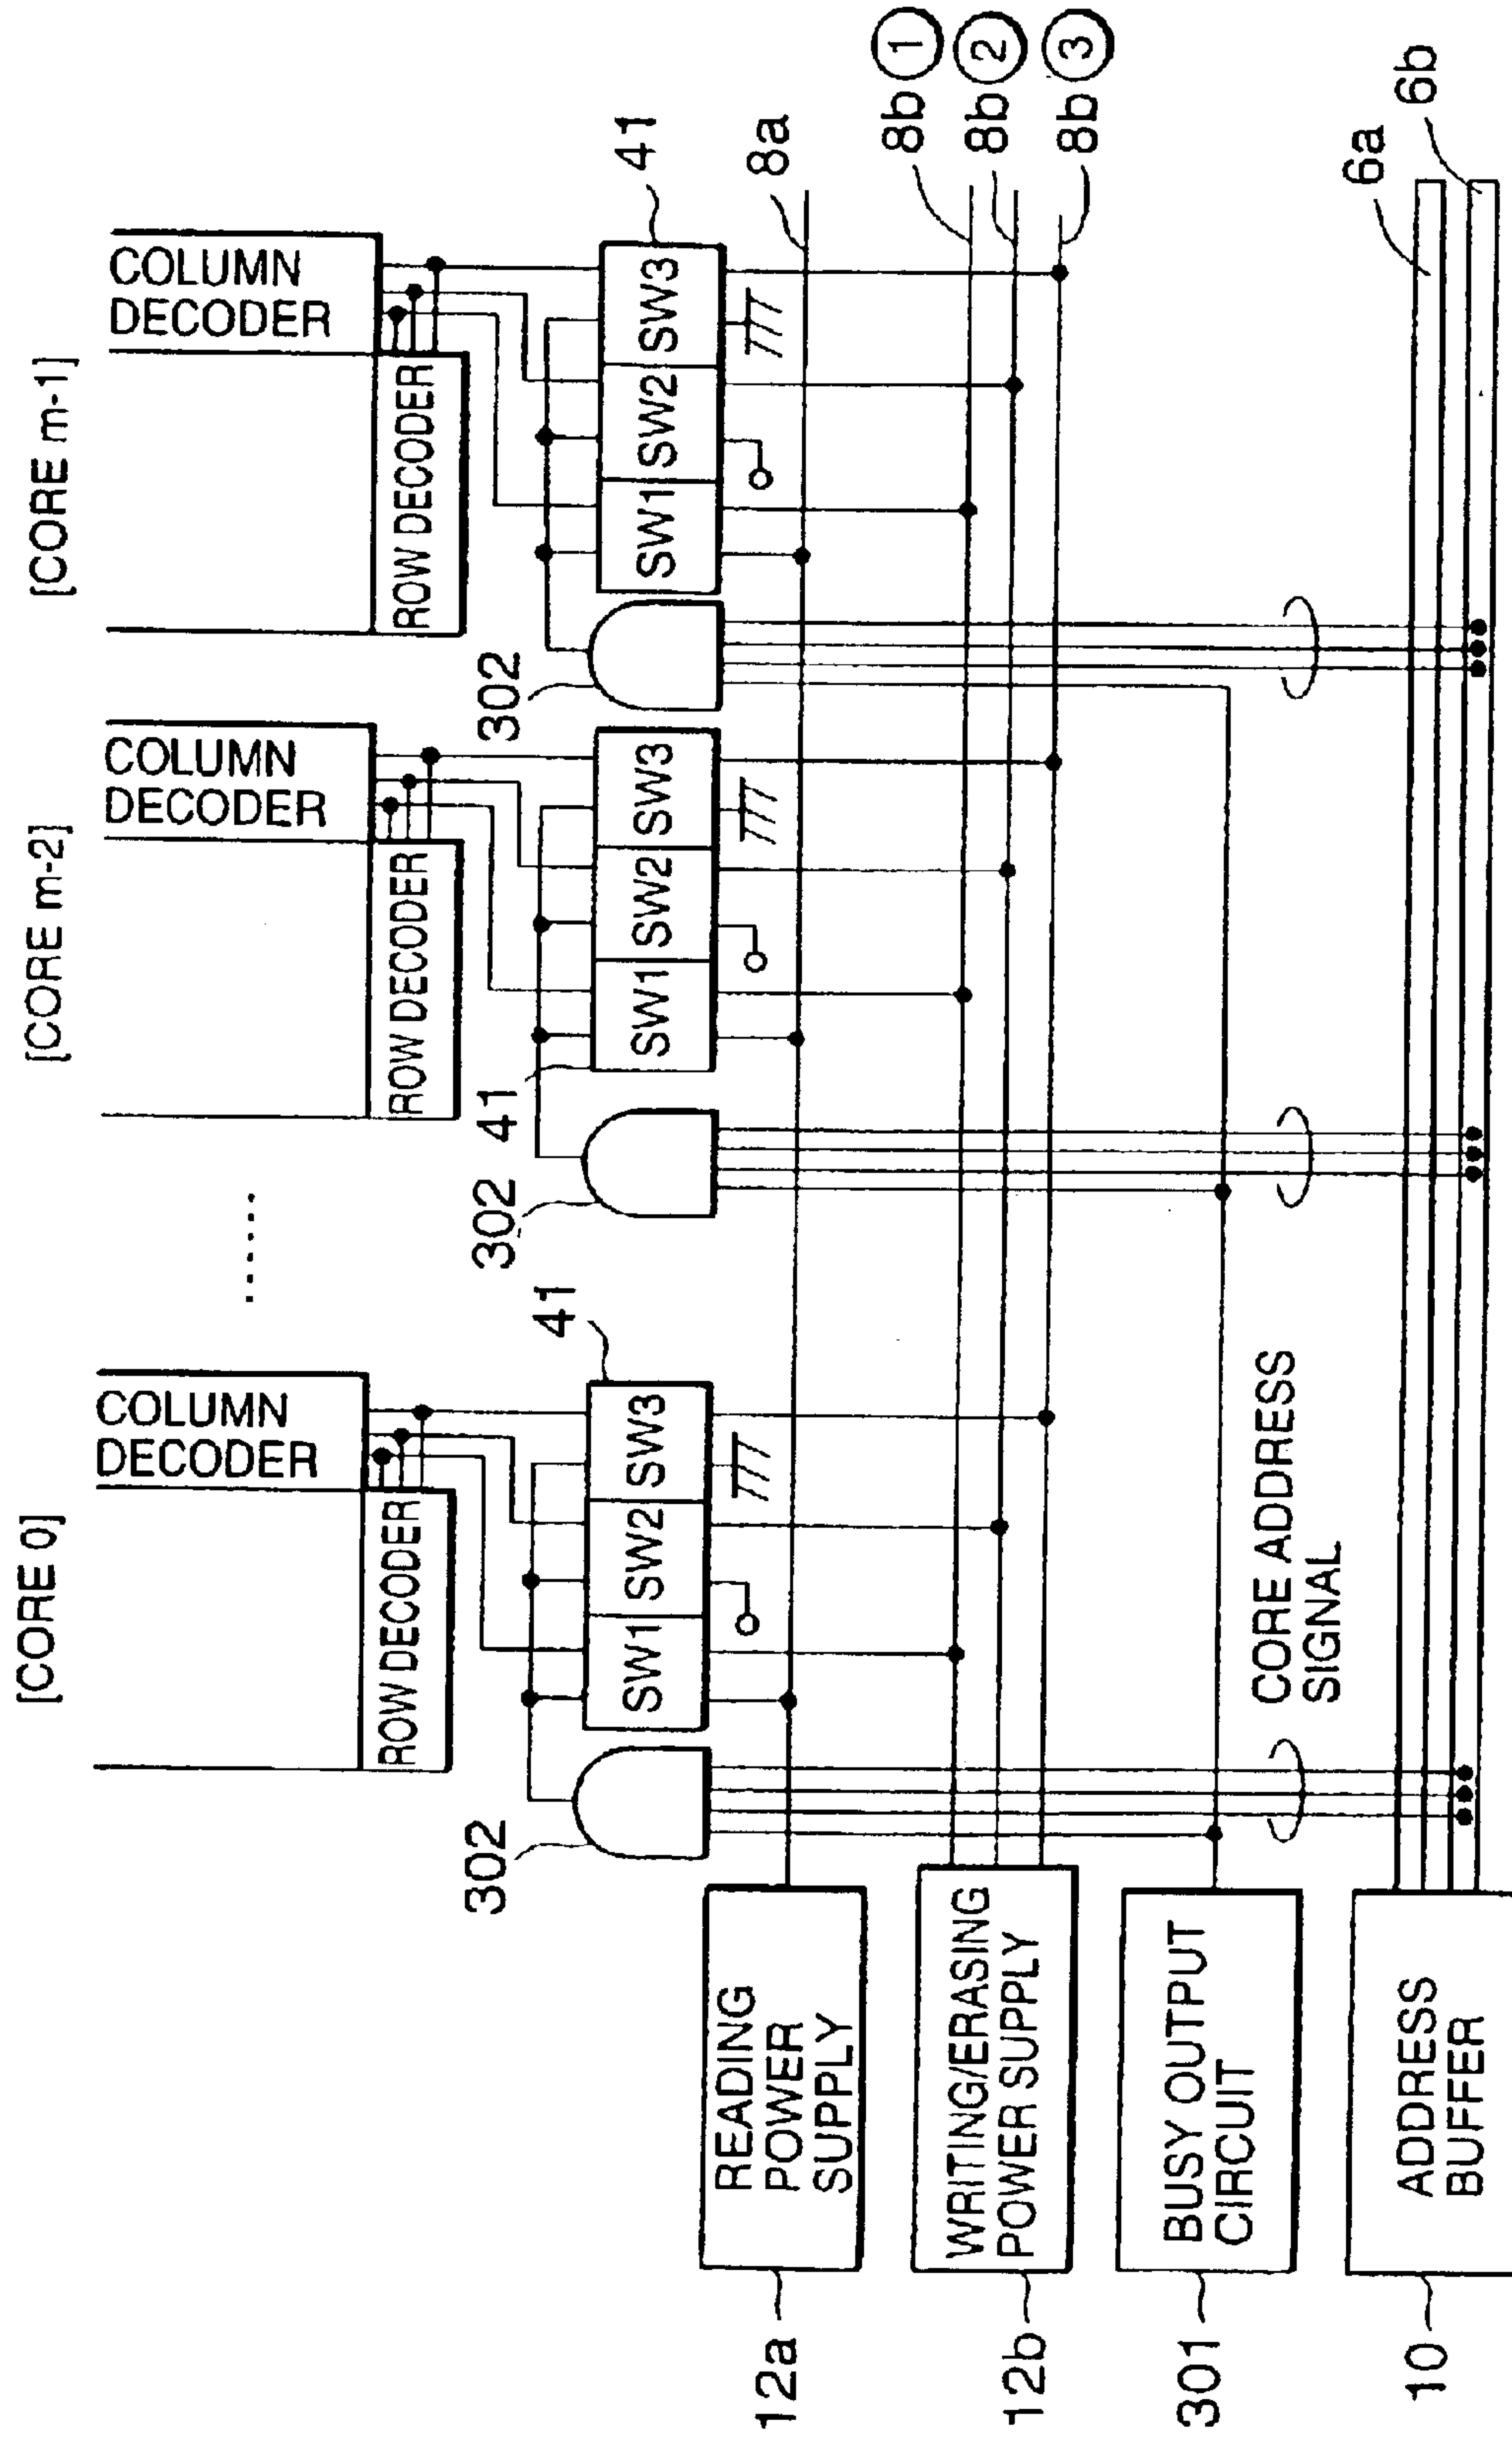 [CORE 0]
[CORE m-2]
[CORE m-1]
COLUMN
DECODER
ROW DECODER
COLUMN
DECODER
ROW DECODER
COLUMN
DECODER
ROW DECODER
.....
302
SW1
SW2
SW3
41
302
41
SW1
SW2
SW3
302
SW1
SW2
SW3
41
12a
READING
POWER
SUPPLY
8a
12b
WRITING/ERASING
POWER SUPPLY
8b ①
8b ②
8b ③
301
BUSY OUTPUT
CIRCUIT
CORE ADDRESS
SIGNAL
10
ADDRESS
BUFFER
6a
6b